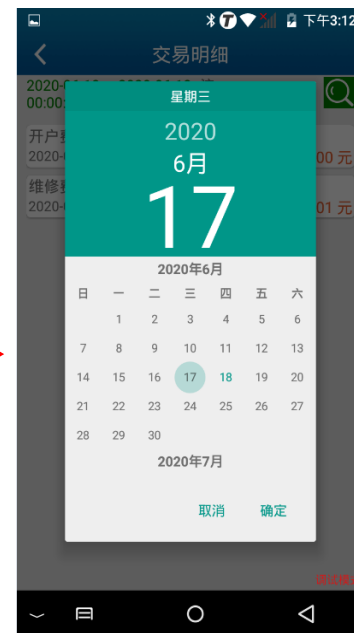 下午3:12
交易明细
2020-
00:00:
开户
2020-
00 元
维修
2020-
01 元
星期三
2020
6月
17
2020年6月
日 一 二 三 四 五 六
1 2 3 4 5 6
7 8 9 10 11 12 13
14 15 16 17 18 19 20
21 22 23 24 25 26 27
28 29 30
2020年7月
取消 确定